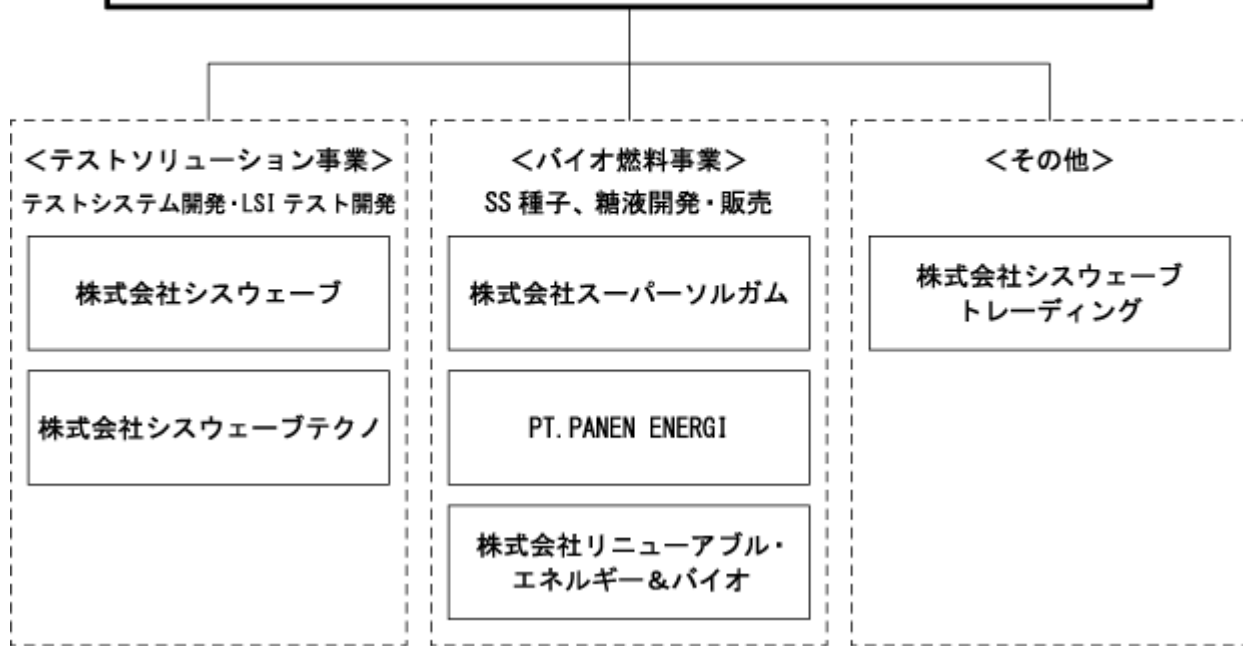 <テストソリューション事業>
テストシステム開発・LSI テスト開発
株式会社シスウェーブ
株式会社シスウェーブテクノ
<バイオ燃料事業>
SS 種子、糖液開発・販売
株式会社スーパーソルガム
PT.PANEN ENERGI
株式会社リニューアブル・
エネルギー&バイオ
<その他>
株式会社シスウェーブ
トレーディング